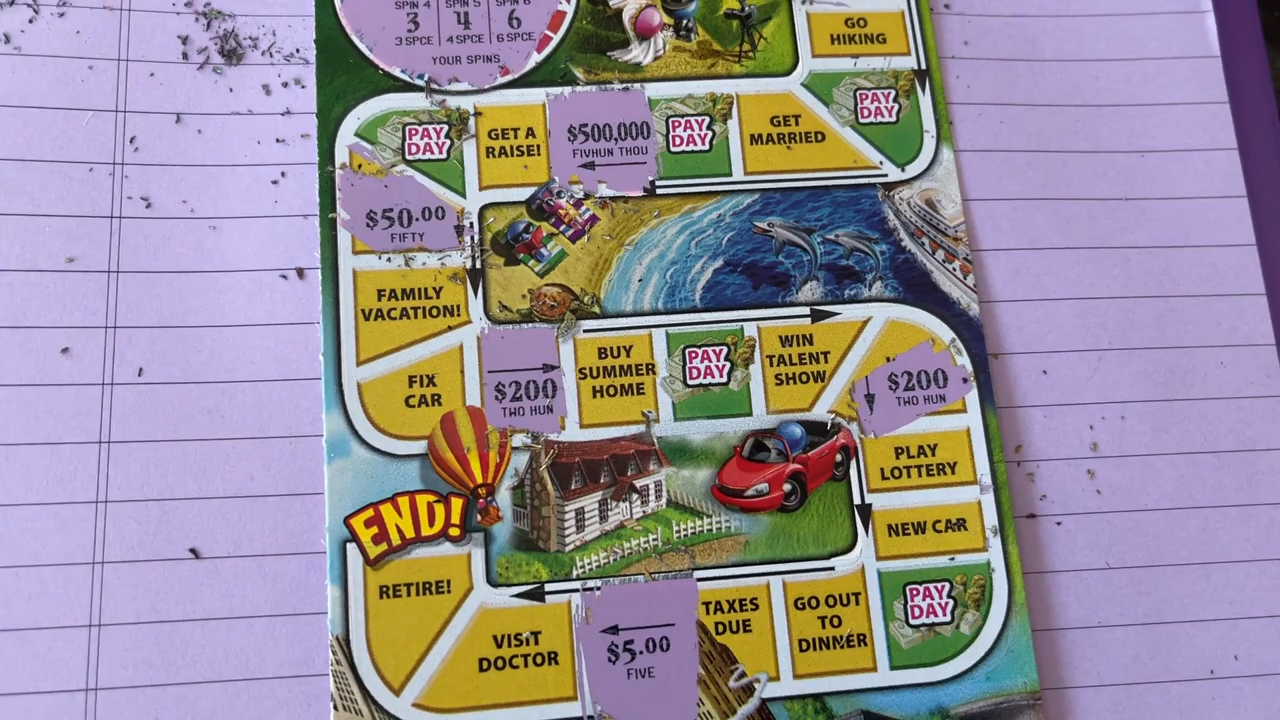 SPIN 4 SPIN 5 SPIN 6
3 4 6
3 SPCE 4 SPCE 6 SPCE
YOUR SPINS
GO
HIKING
PAY
DAY
GET A
RAISE!
$500,000
FIVHUN THOU
PAY
DAY
GET
MARRIED
PAY
DAY
$50.00
FIFTY
FAMILY
VACATION!
FIX
CAR
$200
TWO HUN
BUY
SUMMER
HOME
PAY
DAY
WIN
TALENT
SHOW
$200
TWO HUN
PLAY
LOTTERY
NEW CAR
PAY
DAY
GO OUT
TO
DINNER
TAXES
DUE
$5.00
FIVE
VISIT
DOCTOR
RETIRE!
END!